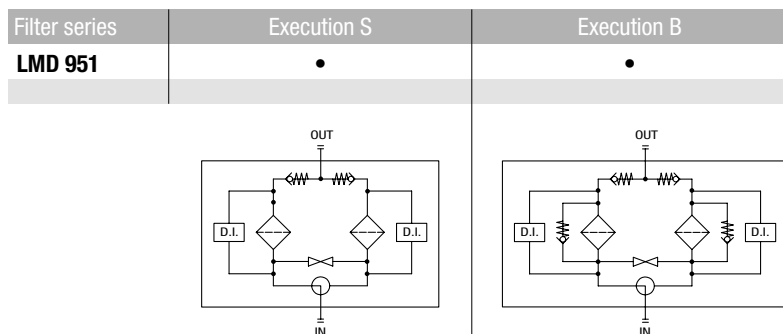 Filter series Execution S Execution B
LMD 951 • •
OUT OUT
D.I. D.I. D.I. D.I.
IN IN